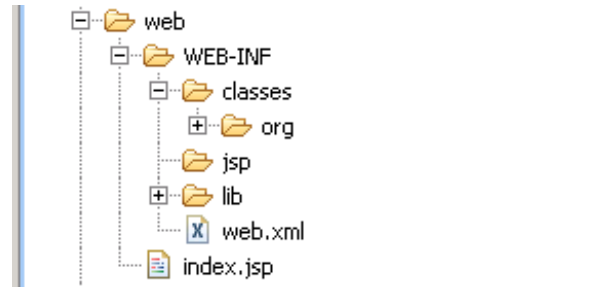 web
WEB-INF
classes
org
jsp
lib
web.xml
index.jsp